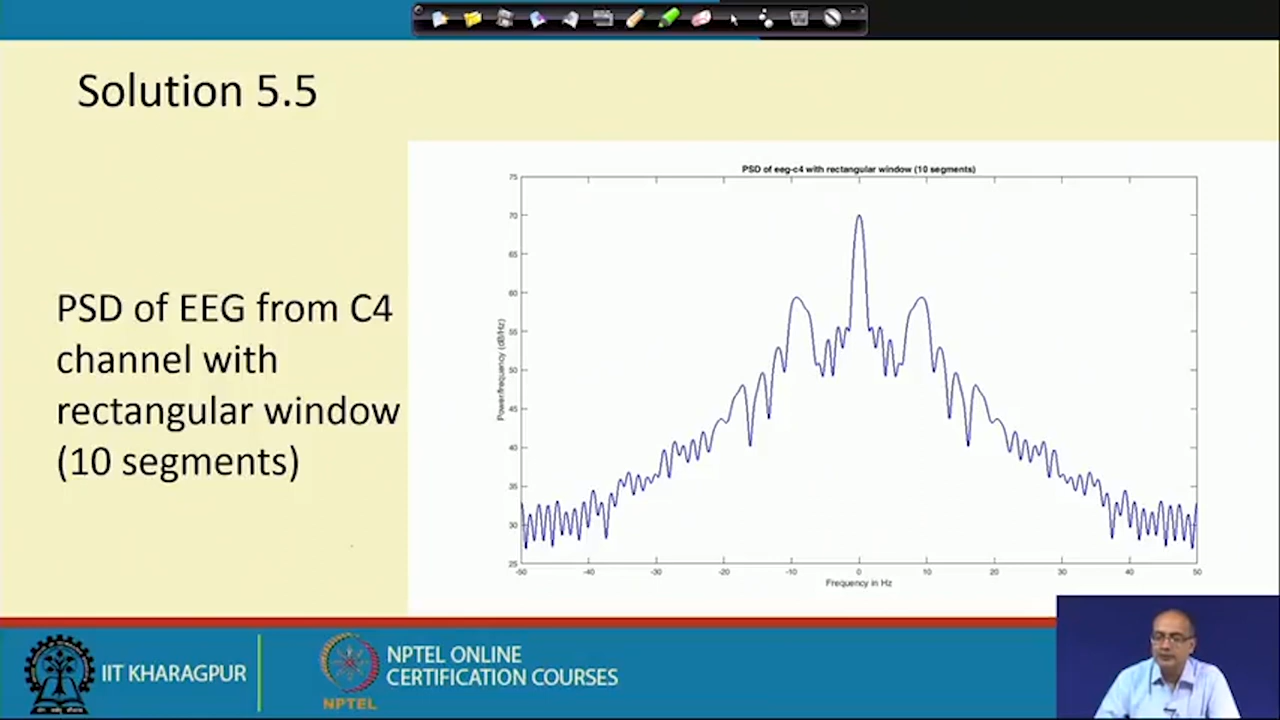 Solution 5.5
PSD of EEG from C4
channel with
rectangular window
(10 segments)
PSD of eeg-c4 with rectangular window (10 segments)
Power/frequency (dB/Hz)
75
70
65
60
55
50
45
40
35
30
25
-50 -40 -30 -20 -10 0 10 20 30 40 50
Frequency in Hz
IIT KHARAGPUR
NPTEL
NPTEL ONLINE
CERTIFICATION COURSES